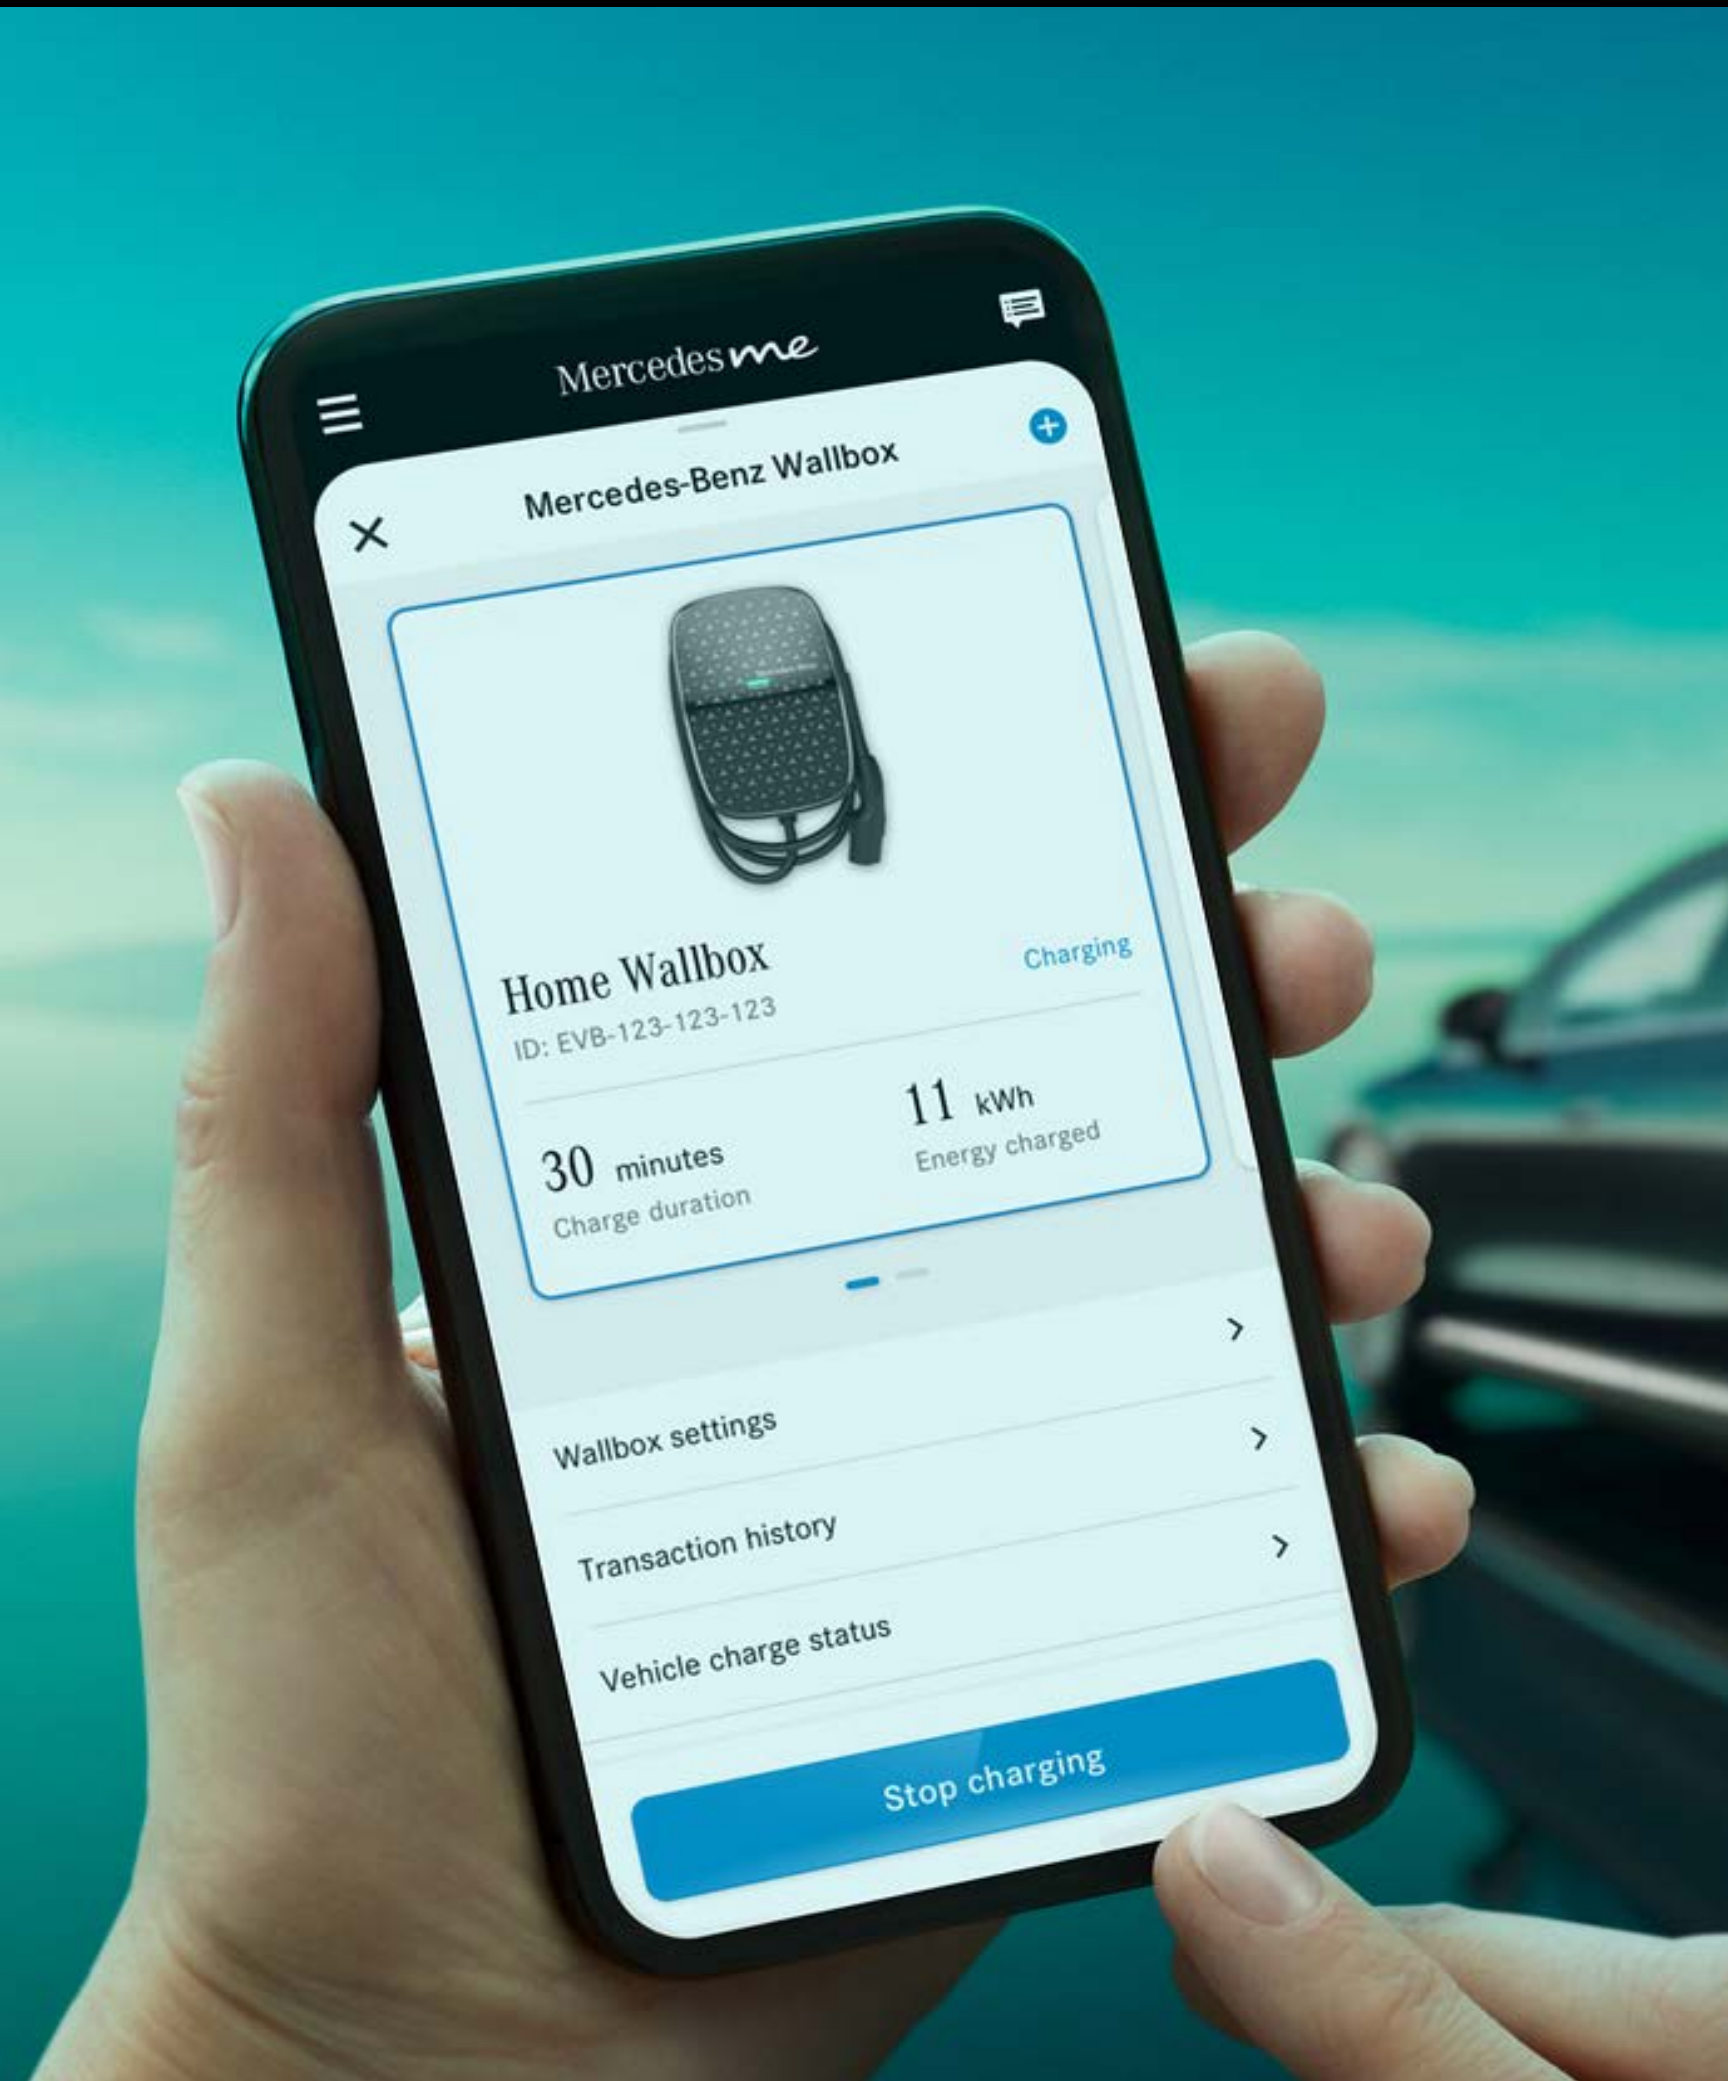 Mercedes me
Mercedes-Benz Wallbox
Home Wallbox
Charging
ID: EVB-123-123-123
30 minutes
Charge duration
11 kWh
Energy charged
Wallbox settings
Transaction history
Vehicle charge status
Stop charging